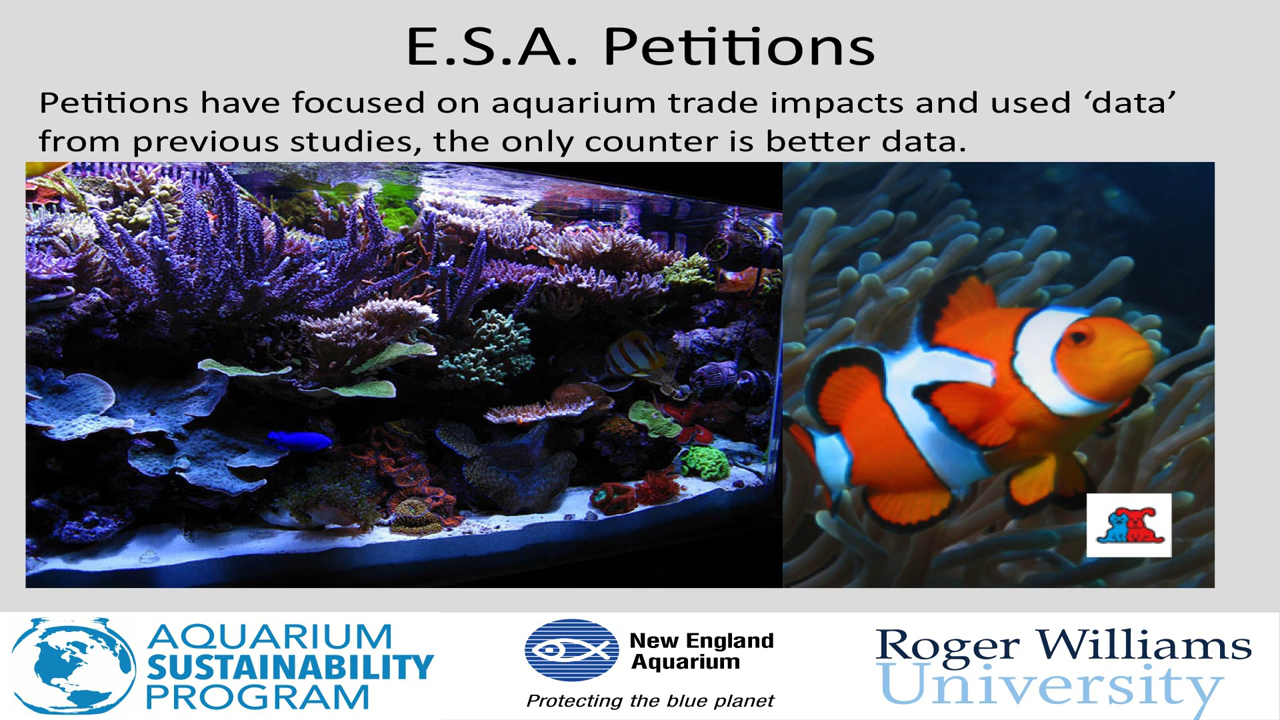 E.S.A. Petitions
Petitions have focused on aquarium trade impacts and used ‘data’
from previous studies, the only counter is better data.
AQUARIUM
SUSTAINABILITY
PROGRAM
New England
Aquarium
Protecting the blue planet
Roger Williams
University